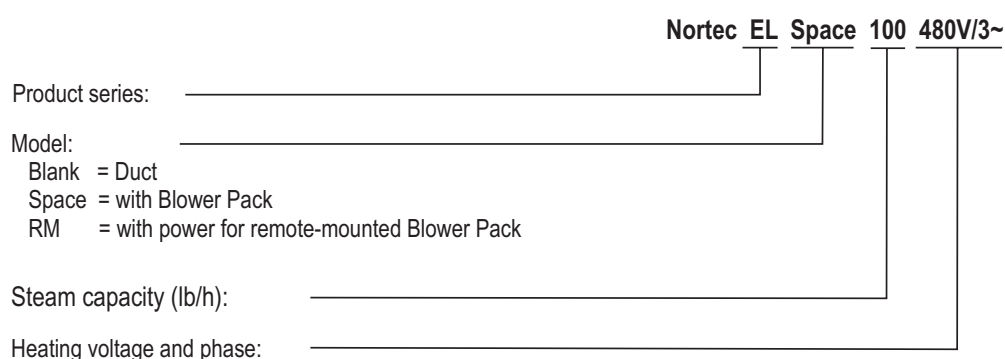 Nortec EL Space 100 480V/3~
Product series:
Model:
Blank = Duct
Space = with Blower Pack
RM = with power for remote-mounted Blower Pack
Steam capacity (lb/h):
Heating voltage and phase: